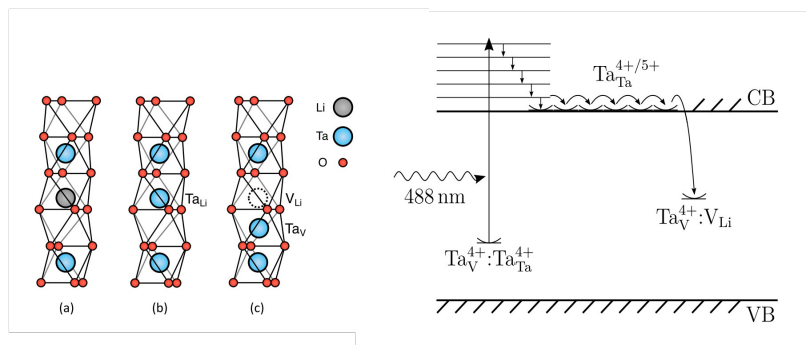 Li
Ta
O
Ta_Li
V_Li
Ta_V
(a)
(b)
(c)
Ta_Ta^4+/5+
CB
488 nm
Ta_V^4+:V_Li
Ta_V^4+:Ta_Ta^4+
VB